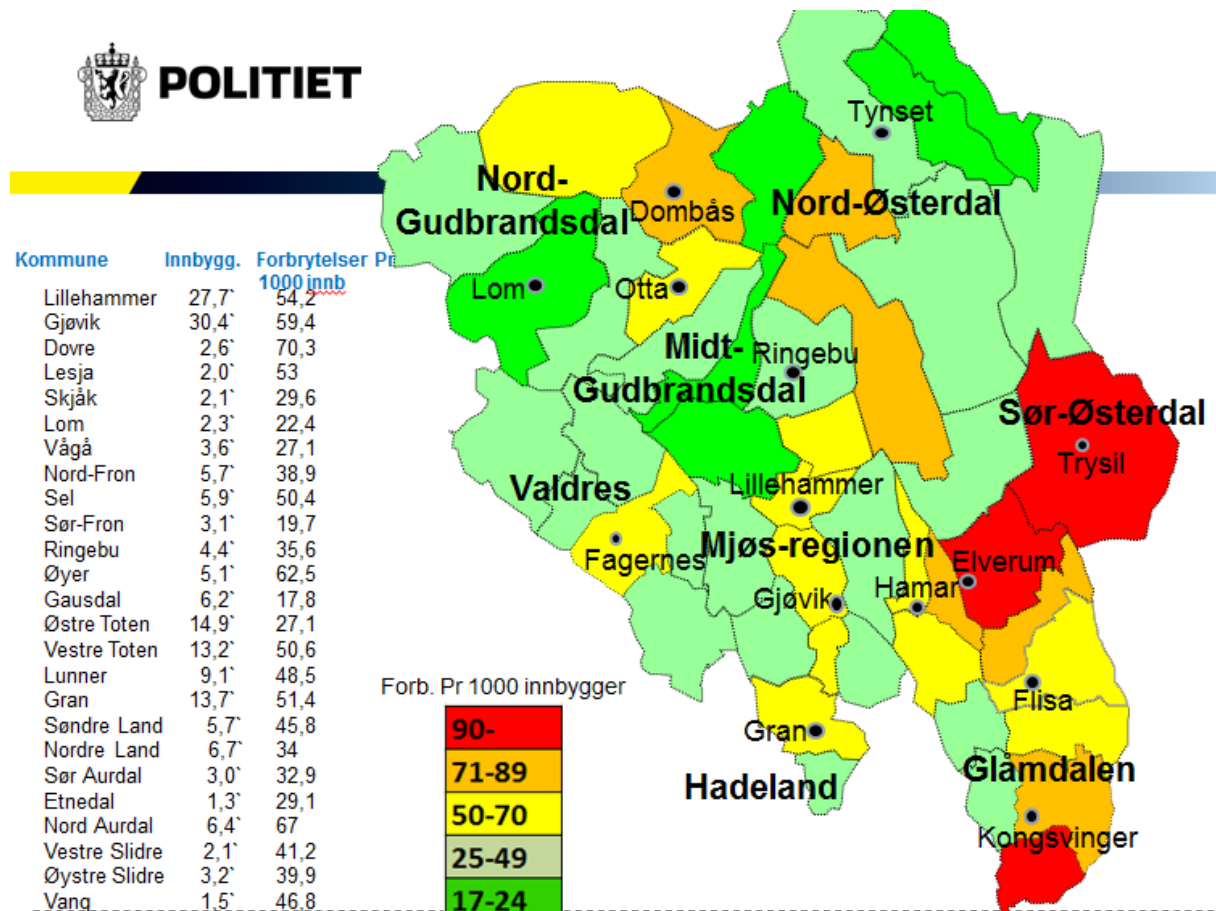 POLITIET
Kommune Innbygg. Forbrytelser Pr
1000 innb
Lillehammer 27,7` 54,2
Gjøvik 30,4` 59,4
Dovre 2,6` 70,3
Lesja 2,0` 53
Skjåk 2,1` 29,6
Lom 2,3` 22,4
Vågå 3,6` 27,1
Nord-Fron 5,7` 38,9
Sel 5,9` 50,4
Sør-Fron 3,1` 19,7
Ringebu 4,4` 35,6
Øyer 5,1` 62,5
Gausdal 6,2` 17,8
Østre Toten 14,9` 27,1
Vestre Toten 13,2` 50,6
Lunner 9,1` 48,5
Gran 13,7` 51,4
Søndre Land 5,7` 45,8
Nordre Land 6,7` 34
Sør Aurdal 3,0` 32,9
Etnedal 1,3` 29,1
Nord Aurdal 6,4` 67
Vestre Slidre 2,1` 41,2
Øystre Slidre 3,2` 39,9
Vang 1,5` 46,8
Tynset
Nord-
Gudbrandsdal
Dombås
Nord-Østerdal
Lom
Otta
Midt-
Gudbrandsdal
Ringebu
Sør-Østerdal
Trysil
Valdres
Lillehammer
Fagernes
Mjøs-regionen
Elverum
Gjøvik
Hamar
Flisa
Gran
Hadeland
Glåmdalen
Kongsvinger
Forb. Pr 1000 innbygger
90-
71-89
50-70
25-49
17-24